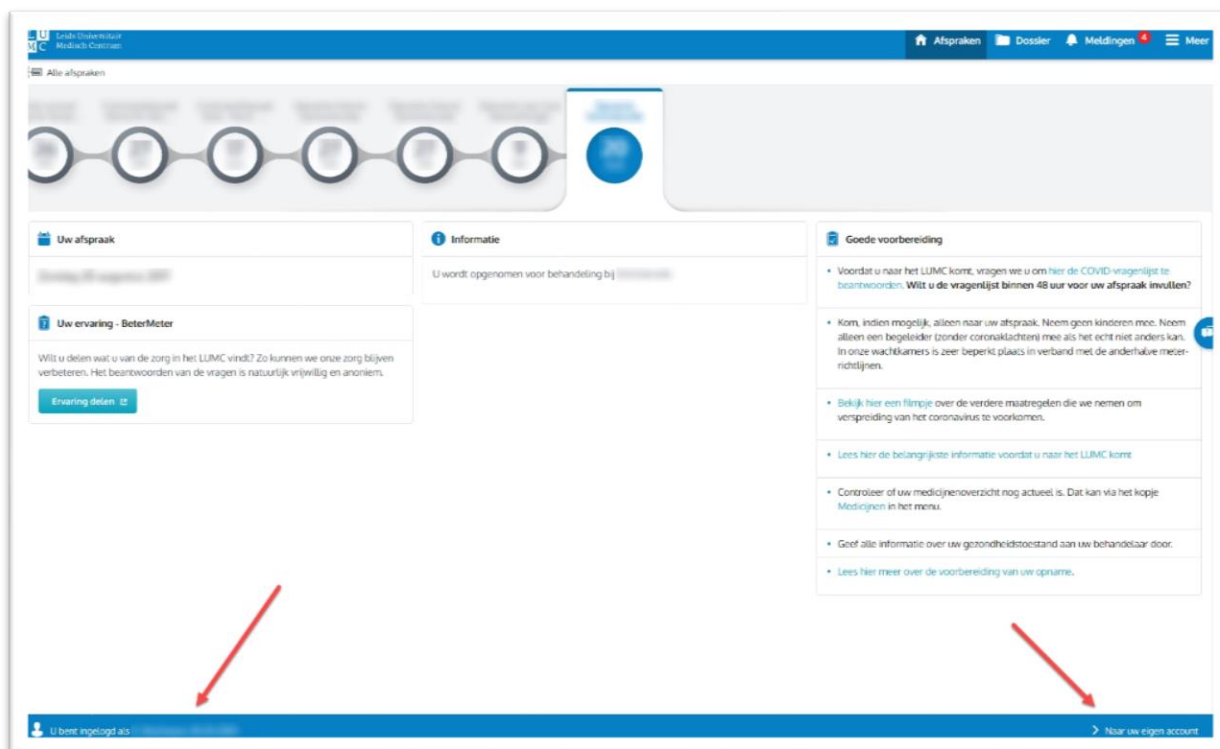 L U
M C
Leids Universitair
Medisch Centrum
Afspraken
Dossier
Meldingen 4
Meer
Alle afspraken
Uw afspraak
Uw ervaring - BeterMeter
Wilt u delen wat u van de zorg in het LUMC vindt? Zo kunnen we onze zorg blijven
verbeteren. Het beantwoorden van de vragen is natuurlijk vrijwillig en anoniem.
Ervaring delen
Informatie
U wordt opgenomen voor behandeling bij
Goede voorbereiding
• Voordat u naar het LUMC komt, vragen we u om hier de COVID-vragenlijst te
beantwoorden. Wilt u de vragenlijst binnen 48 uur voor uw afspraak invullen?
• Kom, indien mogelijk, alleen naar uw afspraak. Neem geen kinderen mee. Neem
alleen een begeleider (zonder coronaklachten) mee als het echt niet anders kan.
In onze wachtkamers is zeer beperkt plaats in verband met de anderhalve meter-
richtlijnen.
• Bekijk hier een filmpje over de verdere maatregelen die we nemen om
verspreiding van het coronavirus te voorkomen.
• Lees hier de belangrijkste informatie voordat u naar het LUMC komt
• Controleer of uw medicijnenoverzicht nog actueel is. Dat kan via het kopje
Medicijnen in het menu.
• Geef alle informatie over uw gezondheidstoestand aan uw behandelaar door.
• Lees hier meer over de voorbereiding van uw opname.
U bent ingelogd als
Naar uw eigen account